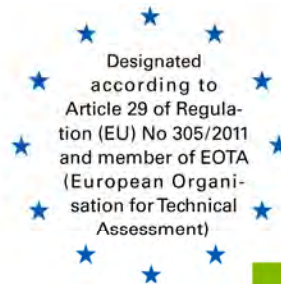 Designated
according to
Article 29 of Regula-
tion (EU) No 305/2011
and member of EOTA
(European Organi-
sation for Technical
Assessment)